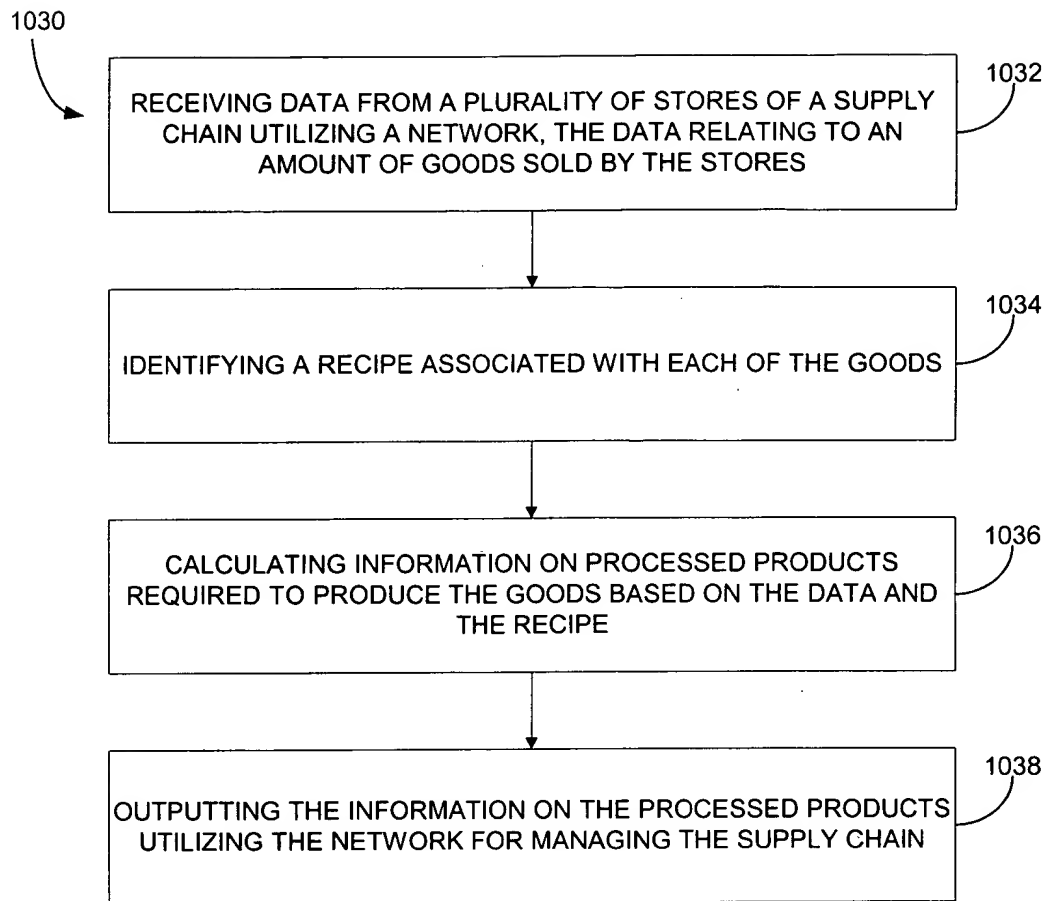 1030
1032
RECEIVING DATA FROM A PLURALITY OF STORES OF A SUPPLY
CHAIN UTILIZING A NETWORK, THE DATA RELATING TO AN
AMOUNT OF GOODS SOLD BY THE STORES
1034
IDENTIFYING A RECIPE ASSOCIATED WITH EACH OF THE GOODS
1036
CALCULATING INFORMATION ON PROCESSED PRODUCTS
REQUIRED TO PRODUCE THE GOODS BASED ON THE DATA AND
THE RECIPE
1038
OUTPUTTING THE INFORMATION ON THE PROCESSED PRODUCTS
UTILIZING THE NETWORK FOR MANAGING THE SUPPLY CHAIN